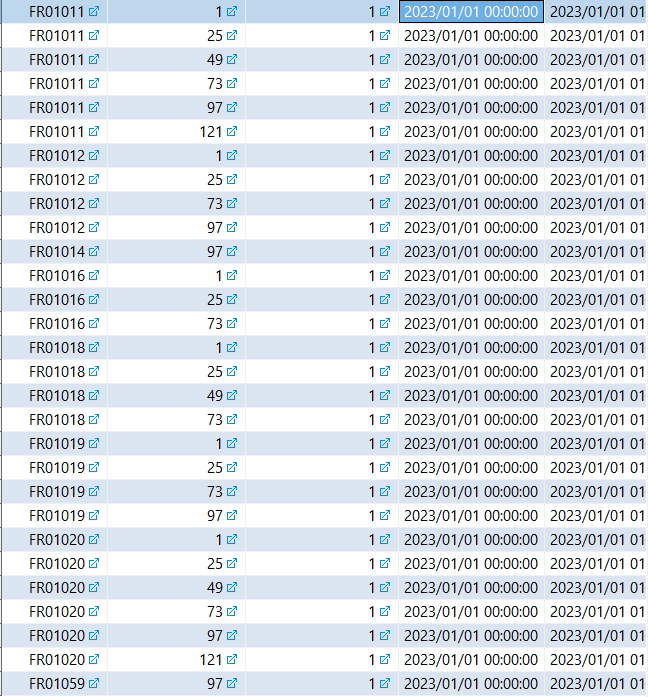 FR01011 1 1 2023/01/01 00:00:00 2023/01/01 01
FR01011 25 1 2023/01/01 00:00:00 2023/01/01 01
FR01011 49 1 2023/01/01 00:00:00 2023/01/01 01
FR01011 73 1 2023/01/01 00:00:00 2023/01/01 01
FR01011 97 1 2023/01/01 00:00:00 2023/01/01 01
FR01011 121 1 2023/01/01 00:00:00 2023/01/01 01
FR01012 1 1 2023/01/01 00:00:00 2023/01/01 01
FR01012 25 1 2023/01/01 00:00:00 2023/01/01 01
FR01012 73 1 2023/01/01 00:00:00 2023/01/01 01
FR01012 97 1 2023/01/01 00:00:00 2023/01/01 01
FR01014 97 1 2023/01/01 00:00:00 2023/01/01 01
FR01016 1 1 2023/01/01 00:00:00 2023/01/01 01
FR01016 25 1 2023/01/01 00:00:00 2023/01/01 01
FR01016 73 1 2023/01/01 00:00:00 2023/01/01 01
FR01018 1 1 2023/01/01 00:00:00 2023/01/01 01
FR01018 25 1 2023/01/01 00:00:00 2023/01/01 01
FR01018 49 1 2023/01/01 00:00:00 2023/01/01 01
FR01018 73 1 2023/01/01 00:00:00 2023/01/01 01
FR01019 1 1 2023/01/01 00:00:00 2023/01/01 01
FR01019 25 1 2023/01/01 00:00:00 2023/01/01 01
FR01019 73 1 2023/01/01 00:00:00 2023/01/01 01
FR01019 97 1 2023/01/01 00:00:00 2023/01/01 01
FR01020 1 1 2023/01/01 00:00:00 2023/01/01 01
FR01020 25 1 2023/01/01 00:00:00 2023/01/01 01
FR01020 49 1 2023/01/01 00:00:00 2023/01/01 01
FR01020 73 1 2023/01/01 00:00:00 2023/01/01 01
FR01020 97 1 2023/01/01 00:00:00 2023/01/01 01
FR01020 121 1 2023/01/01 00:00:00 2023/01/01 01
FR01059 97 1 2023/01/01 00:00:00 2023/01/01 01